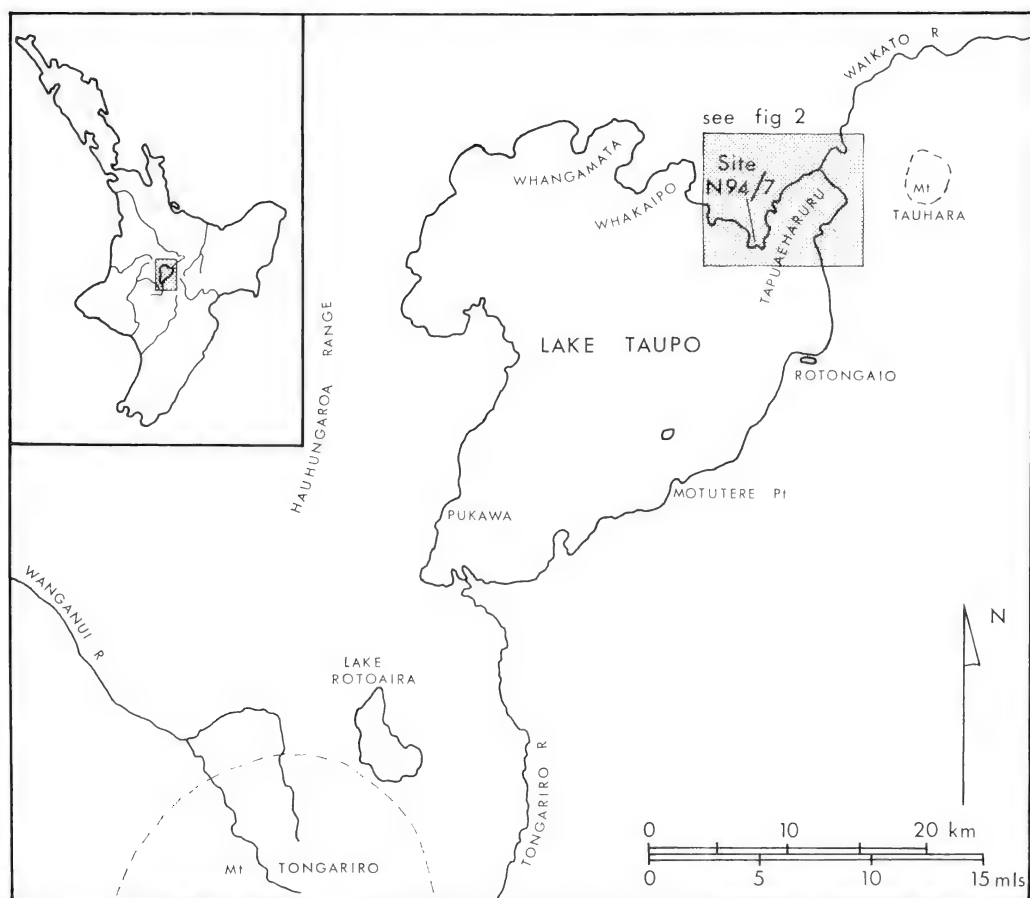 WAIKATO R
see fig 2
WHANGAMATA
Site
N94/7
WHAKAIPO
Mt
TAUHARA
TAPUAEHARURU
HAUHUNGAROA RANGE
LAKE TAUPO
ROTONGAIO
MOTUTERE Pt
PUKAWA
WANGANUI R
N
LAKE
ROTOAIRA
TONGARIRO R
Mt TONGARIRO
0 10 20 km
0 5 10 15 mls